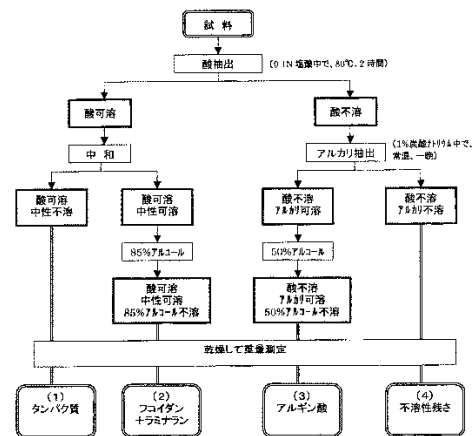 試料
酸抽出 (0.1N 塩酸中で、80℃、2時間)
酸可溶 酸不溶
中 和 アルカリ抽出 (1%炭酸ナトリウム中で、
常温、一晩)
酸可溶 酸可溶 酸不溶 酸不溶
中性不溶 中性可溶 アルカリ可溶 アルカリ不溶
85%アルコール 50%アルコール
酸可溶 酸不溶
中性可溶 アルカリ可溶
85%アルコール不溶 50%アルコール不溶
乾燥して重量測定
(1) (2) (3) (4)
タンパク質 フコイダン アルギン酸 不溶性残さ
+ラミナラン